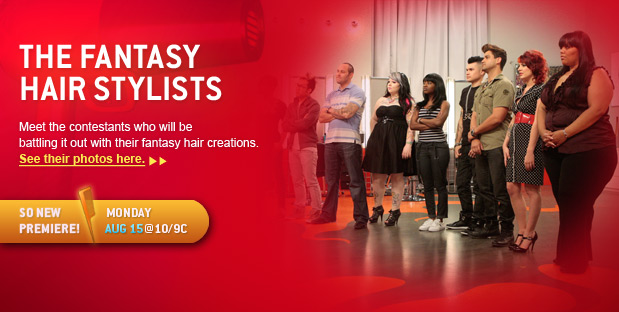 THE FANTASY
HAIR STYLISTS
Meet the contestants who will be
battling it out with their fantasy hair creations.
See their photos here.
SO NEW
PREMIERE!
MONDAY
AUG 15@10/9C